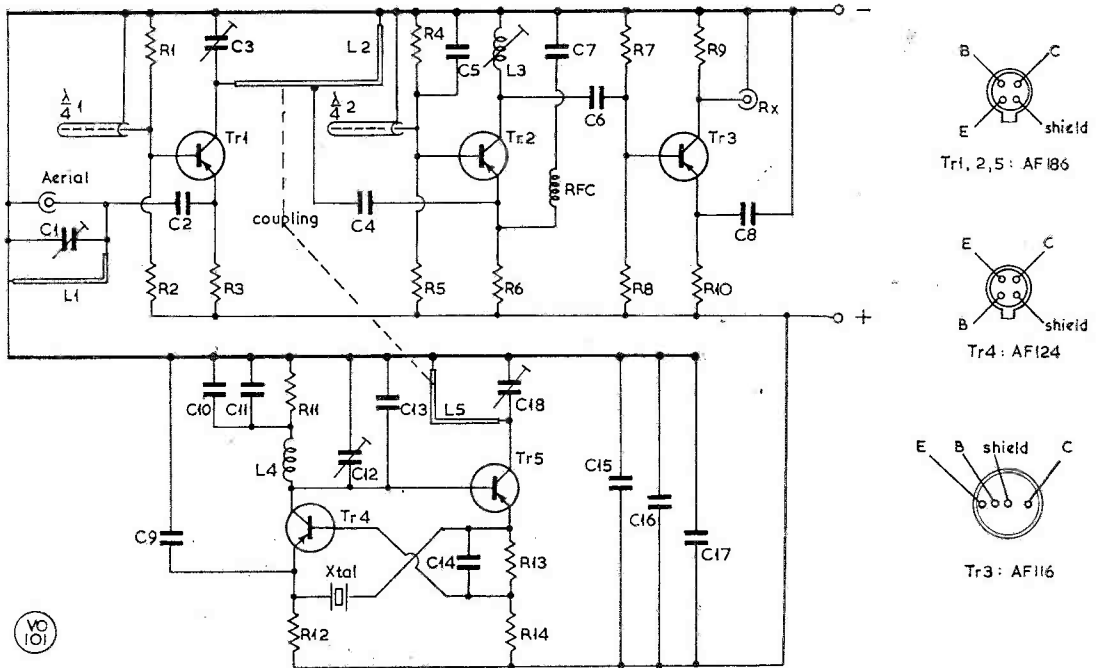 R1
C3
L2
R4
C5
L3
C7
R7
R9
−
λ/4 1
λ/4 2
C6
Rx
Tr1
Tr2
Tr3
Aerial
RFC
C1
C2
coupling
C4
C8
L1
R2
R3
R5
R6
R8
R10
+
C10
C11
R11
C13
L5
C18
L4
C12
Tr5
C15
Tr4
C16
C9
C14
R13
C17
Xtal
R12
R14
VO
101
B C
E shield
Tr1, 2, 5: AF186
E C
B shield
Tr4: AF124
E B shield C
Tr3: AF116